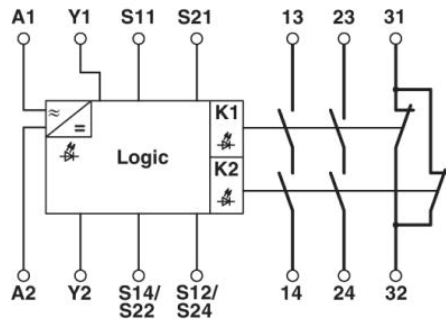 A1 Y1 S11 S21 13 23 31
K1
Logic
K2
A2 Y2 S14/ S12/ 14 24 32
S22 S24